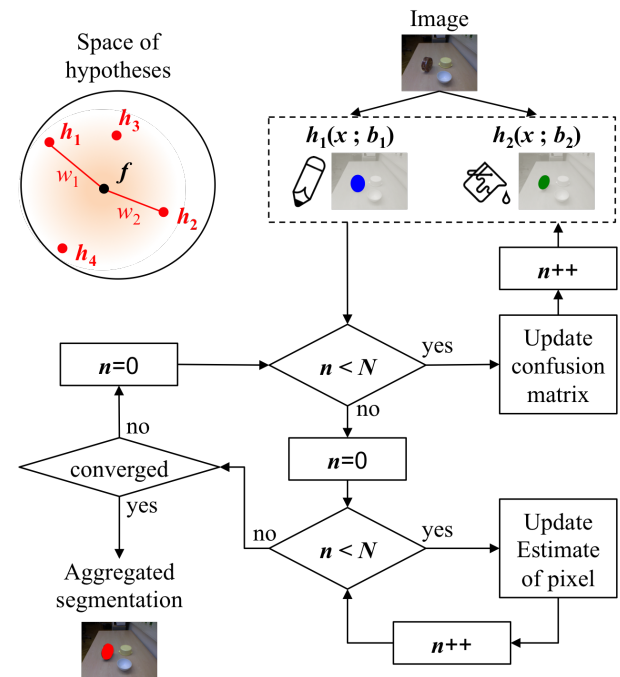 Image
Space of
hypotheses
h₁
h₃
f
w₁
w₂
h₂
h₄
h₁(x ; b₁)
h₂(x ; b₂)
n++
n=0
n < N
yes
Update
confusion
matrix
no
no
n=0
converged
yes
no
n < N
yes
Update
Estimate
of pixel
Aggregated
segmentation
n++